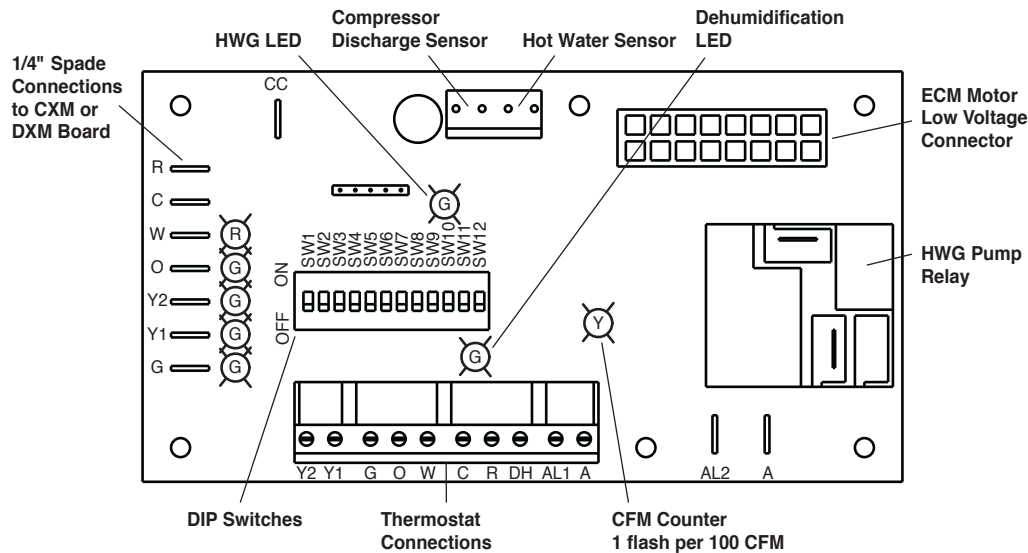 Compressor
Discharge Sensor
Dehumidification
LED
HWG LED
Hot Water Sensor
1/4" Spade
Connections
to CXM or
DXM Board
CC
ECM Motor
Low Voltage
Connector
R
C
G
W
R
SW1
SW2
SW3
SW4
SW5
SW6
SW7
SW8
SW9
SW10
SW11
SW12
HWG Pump
Relay
O
G
ON
Y2
G
Y1
G
OFF
Y
G
G
G
Y2 Y1 G O W C R DH AL1 A
AL2 A
DIP Switches
Thermostat
Connections
CFM Counter
1 flash per 100 CFM